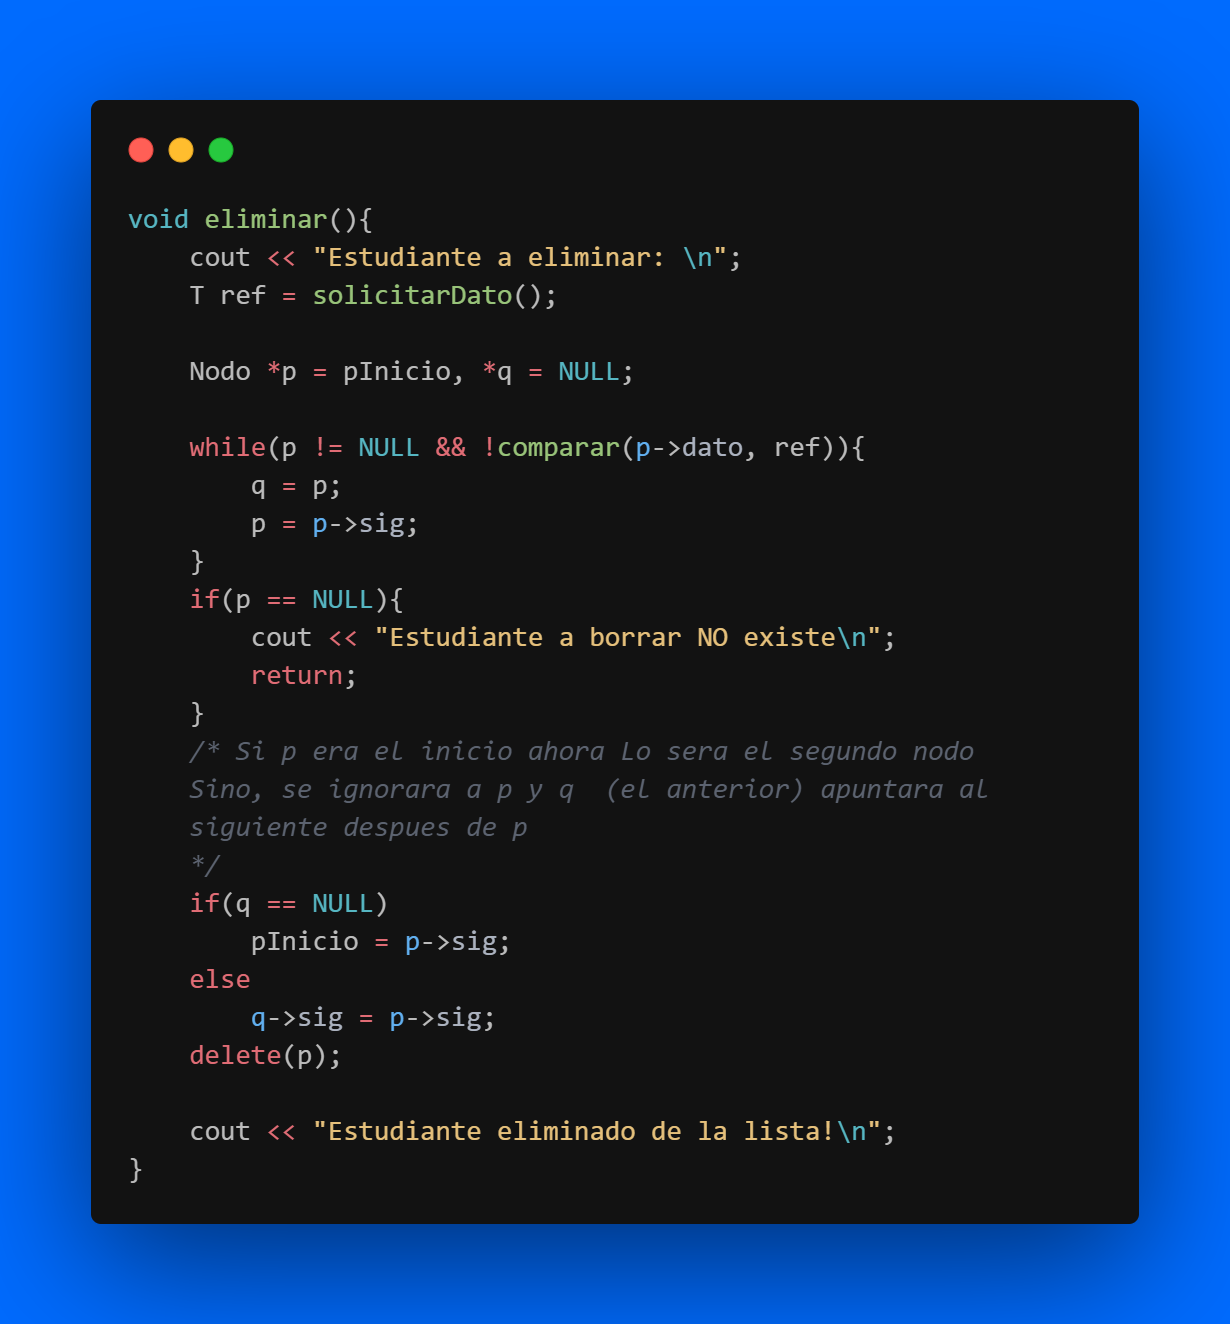 void eliminar(){
    cout << "Estudiante a eliminar: \n";
    T ref = solicitarDato();

    Nodo *p = pInicio, *q = NULL;

    while(p != NULL && !comparar(p->dato, ref)){
        q = p;
        p = p->sig;
    }
    if(p == NULL){
        cout << "Estudiante a borrar NO existe\n";
        return;
    }
    /* Si p era el inicio ahora Lo sera el segundo nodo
    Sino, se ignorara a p y q  (el anterior) apuntara al
    siguiente despues de p
    */
    if(q == NULL)
        pInicio = p->sig;
    else
        q->sig = p->sig;
    delete(p);

    cout << "Estudiante eliminado de la lista!\n";
}